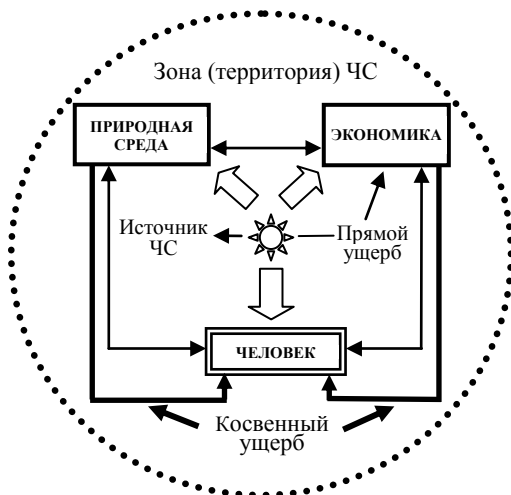 Зона (территория) ЧС
ПРИРОДНАЯ
СРЕДА
ЭКОНОМИКА
Источник
ЧС
Прямой
ущерб
ЧЕЛОВЕК
Косвенный
ущерб